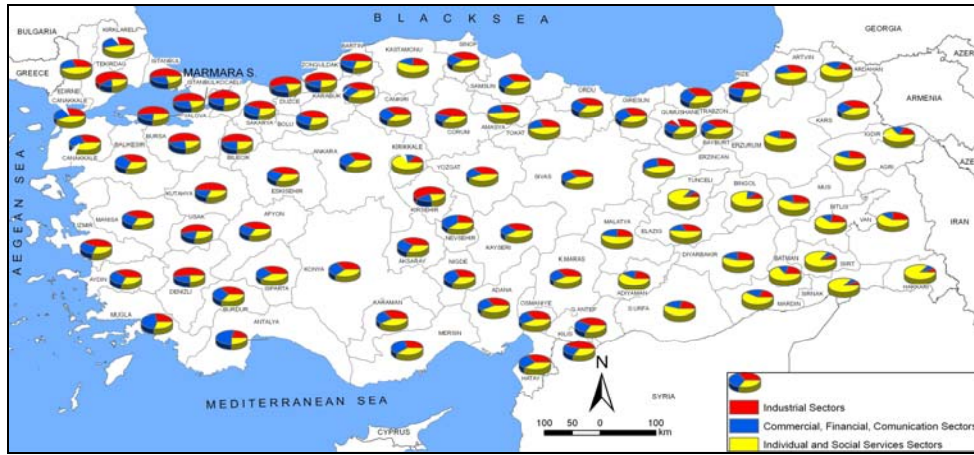 BLACK SEA
BULGARIA
GEORGIA
KIRKLARELI
AZER
GREECE
TEKIRDAG
ISTANBUL
MARMARA S.
ZONGULDAK
BARTIN
KASTAMONU
SINOP
ARTVIN
ARDAHAN
EDIRNE
CANAKKALE
YALOVA
DUZCE
KARABUK
SAMSUN
ORDU
GIRESUN
TRABZON
RIZE
ARMENIA
SAKARYA
BOLU
CANKIRI
CORUM
AMASYA
TOKAT
GUMUSHANE
BAYBURT
KARS
CANAKKALE
BALIKESIR
BURSA
BILECIK
ANKARA
KIRIKKALE
YOZGAT
SIVAS
ERZINCAN
ERZURUM
IGDIR
AZE
AGRI
KUTAHYA
ESKISEHIR
KIRSEHIR
TUNCELI
BINGOL
MUS
BITLIS
VAN
IRAN
AEGEAN SEA
MANISA
IZMIR
USAK
AFYON
NEVSEHIR
KAYSERI
MALATYA
ELAZIG
AKSARAY
NIGDE
DIYARBAKIR
BATMAN
SIIRT
AYDIN
DENIZLI
ISPARTA
KONYA
K.MARAS
ADIYAMAN
SIRNAK
HAKKARI
BURDUR
MUGLA
ANTALYA
KARAMAN
ADANA
OSMANIYE
G.ANTEP
S.URFA
MARDIN
MERSIN
KILIS
HATAY
N
MEDITERRANEAN SEA
SYRIA
CYPRUS
100 50 0 100
km
Industrial Sectors
Commercial, Financial, Comunication Sectors
Individual and Social Services Sectors